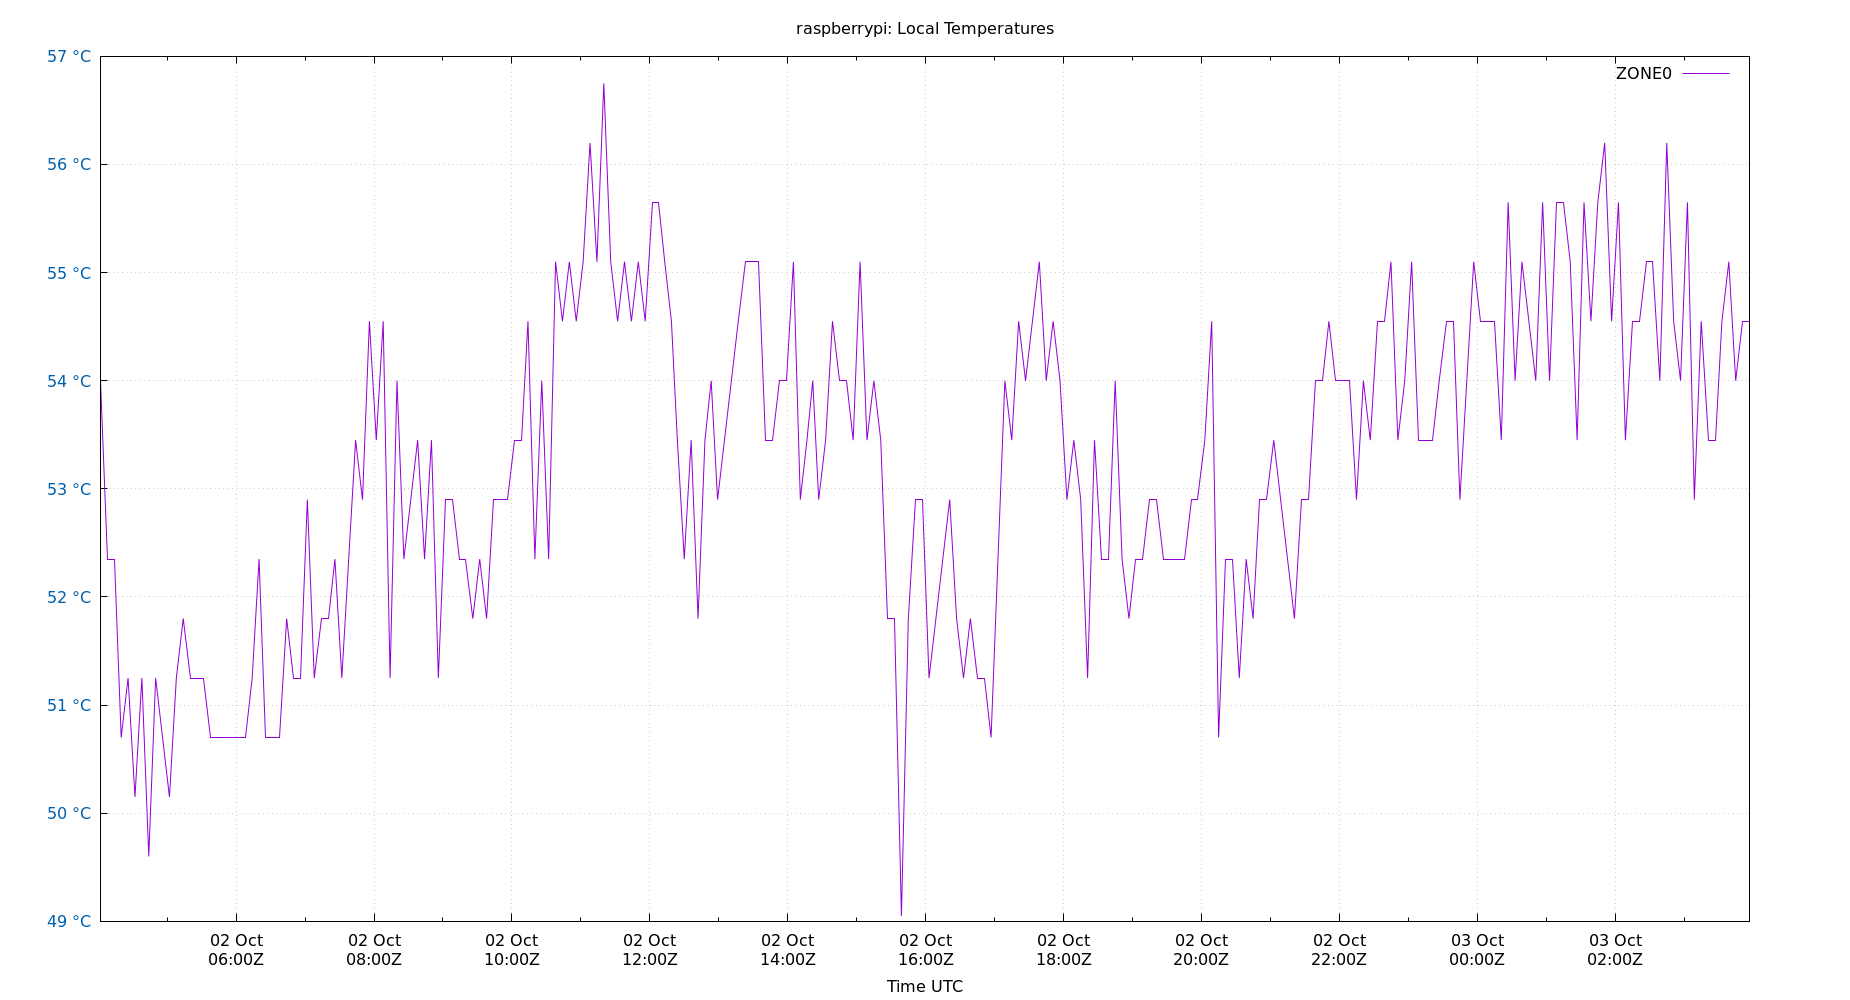 raspberrypi: Local Temperatures
57 °C
ZONE0
56 °C
55 °C
54 °C
53 °C
52 °C
51 °C
50 °C
49 °C
02 Oct 02 Oct 02 Oct 02 Oct 02 Oct 02 Oct 02 Oct 02 Oct 02 Oct 03 Oct 03 Oct
06:00Z 08:00Z 10:00Z 12:00Z 14:00Z 16:00Z 18:00Z 20:00Z 22:00Z 00:00Z 02:00Z
Time UTC